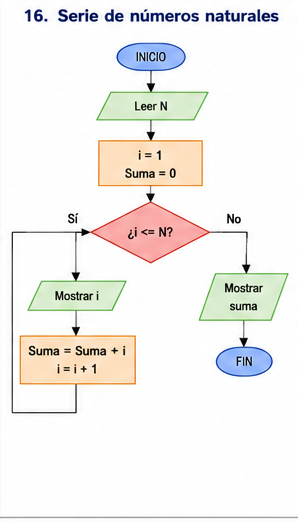 16. Serie de números naturales
INICIO
Leer N
i = 1
Suma = 0
¿i <= N?
Sí
No
Mostrar i
Suma = Suma + i
i = i + 1
Mostrar
suma
FIN